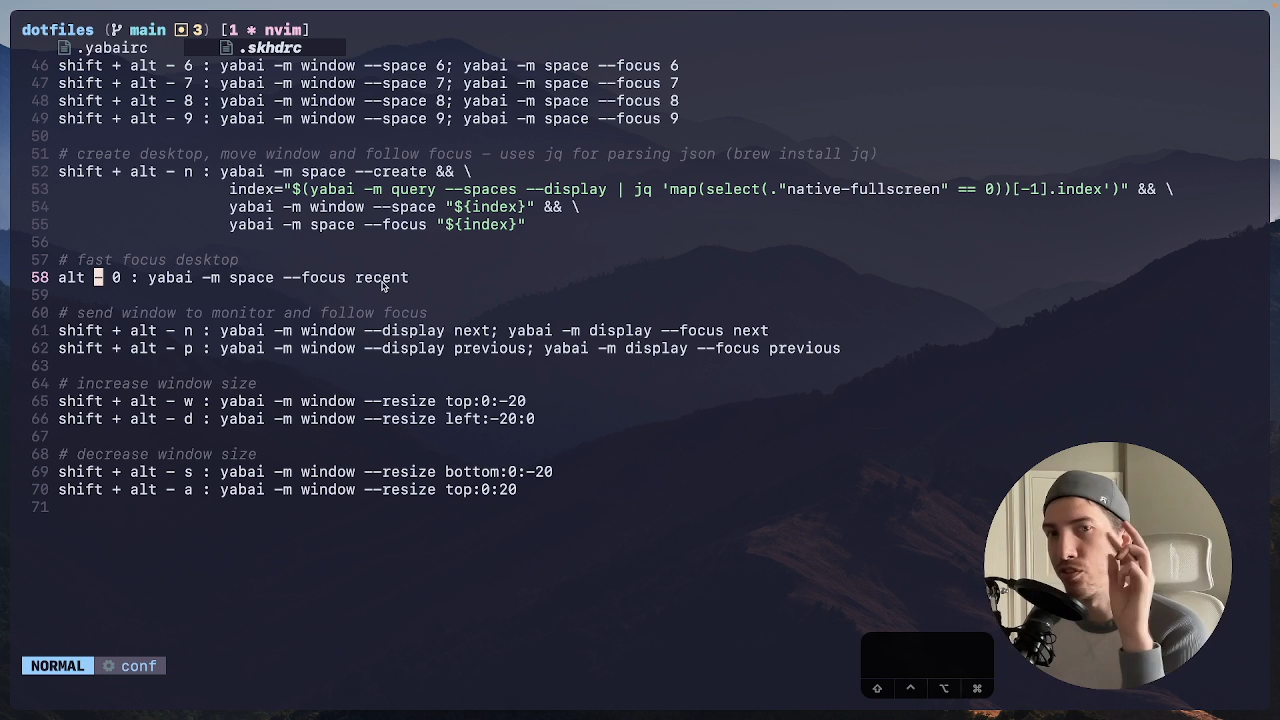 dotfiles ( main 3) [1 * nvim]
.yabairc .skhdrc
46 shift + alt – 6 : yabai –m window ––space 6; yabai –m space ––focus 6
47 shift + alt – 7 : yabai –m window ––space 7; yabai –m space ––focus 7
48 shift + alt – 8 : yabai –m window ––space 8; yabai –m space ––focus 8
49 shift + alt – 9 : yabai –m window ––space 9; yabai –m space ––focus 9
50
51 # create desktop, move window and follow focus – uses jq for parsing json (brew install jq)
52 shift + alt – n : yabai –m space ––create && \
53 index="$(yabai –m query ––spaces ––display | jq 'map(select(."native–fullscreen" == 0))[–1].index')" && \
54 yabai –m window ––space "${index}" && \
55 yabai –m space ––focus "${index}"
56
57 # fast focus desktop
58 alt – 0 : yabai –m space ––focus recent
59
60 # send window to monitor and follow focus
61 shift + alt – n : yabai –m window ––display next; yabai –m display ––focus next
62 shift + alt – p : yabai –m window ––display previous; yabai –m display ––focus previous
63
64 # increase window size
65 shift + alt – w : yabai –m window ––resize top:0:–20
66 shift + alt – d : yabai –m window ––resize left:–20:0
67
68 # decrease window size
69 shift + alt – s : yabai –m window ––resize bottom:0:–20
70 shift + alt – a : yabai –m window ––resize top:0:20
71
NORMAL conf
⇧ ^ ⌥ ⌘